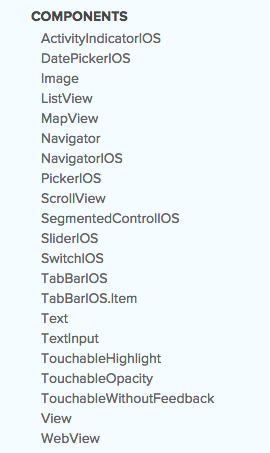 COMPONENTS
ActivityIndicatorIOS
DatePickerIOS
Image
ListView
MapView
Navigator
NavigatorIOS
PickerIOS
ScrollView
SegmentedControlIOS
SliderIOS
SwitchIOS
TabBarIOS
TabBarIOS.Item
Text
TextInput
TouchableHighlight
TouchableOpacity
TouchableWithoutFeedback
View
WebView